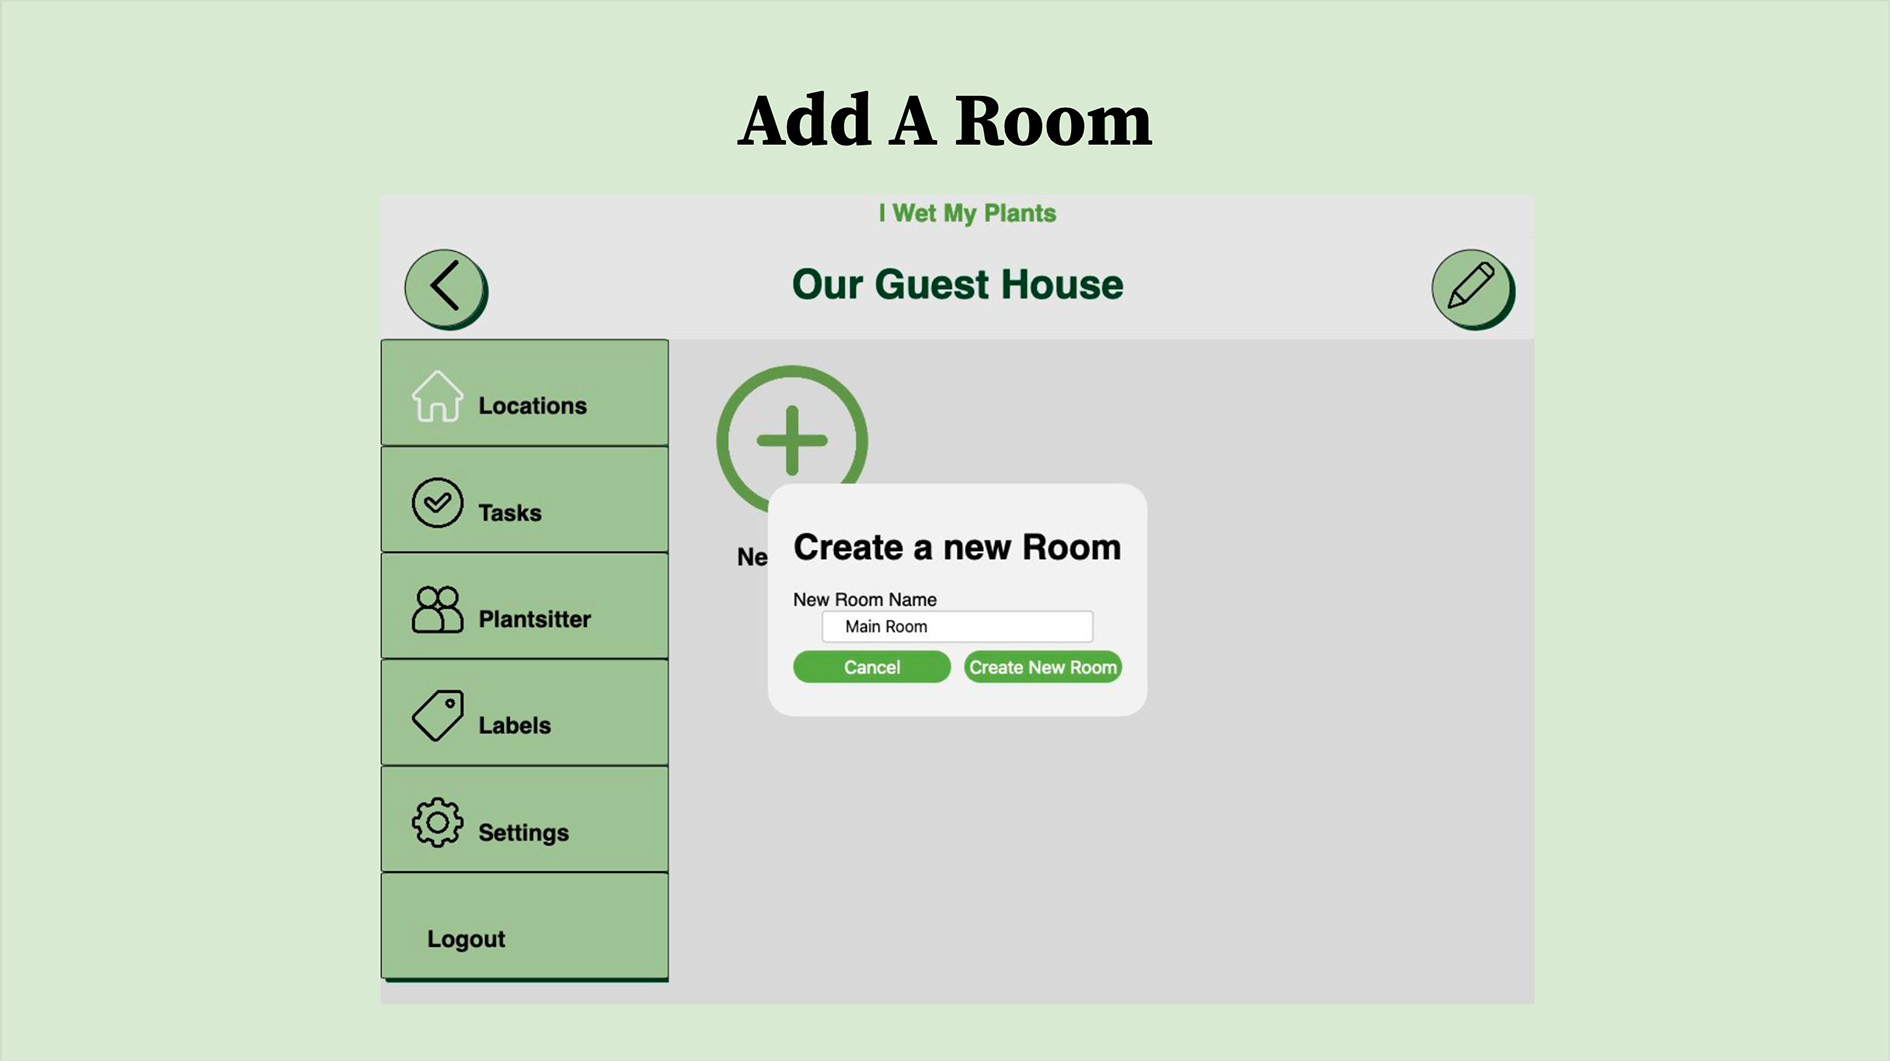 Add A Room
I Wet My Plants
Our Guest House
Locations
Tasks
Plantsitter
Labels
Settings
Logout
Ne
Create a new Room
New Room Name
Main Room
Cancel
Create New Room